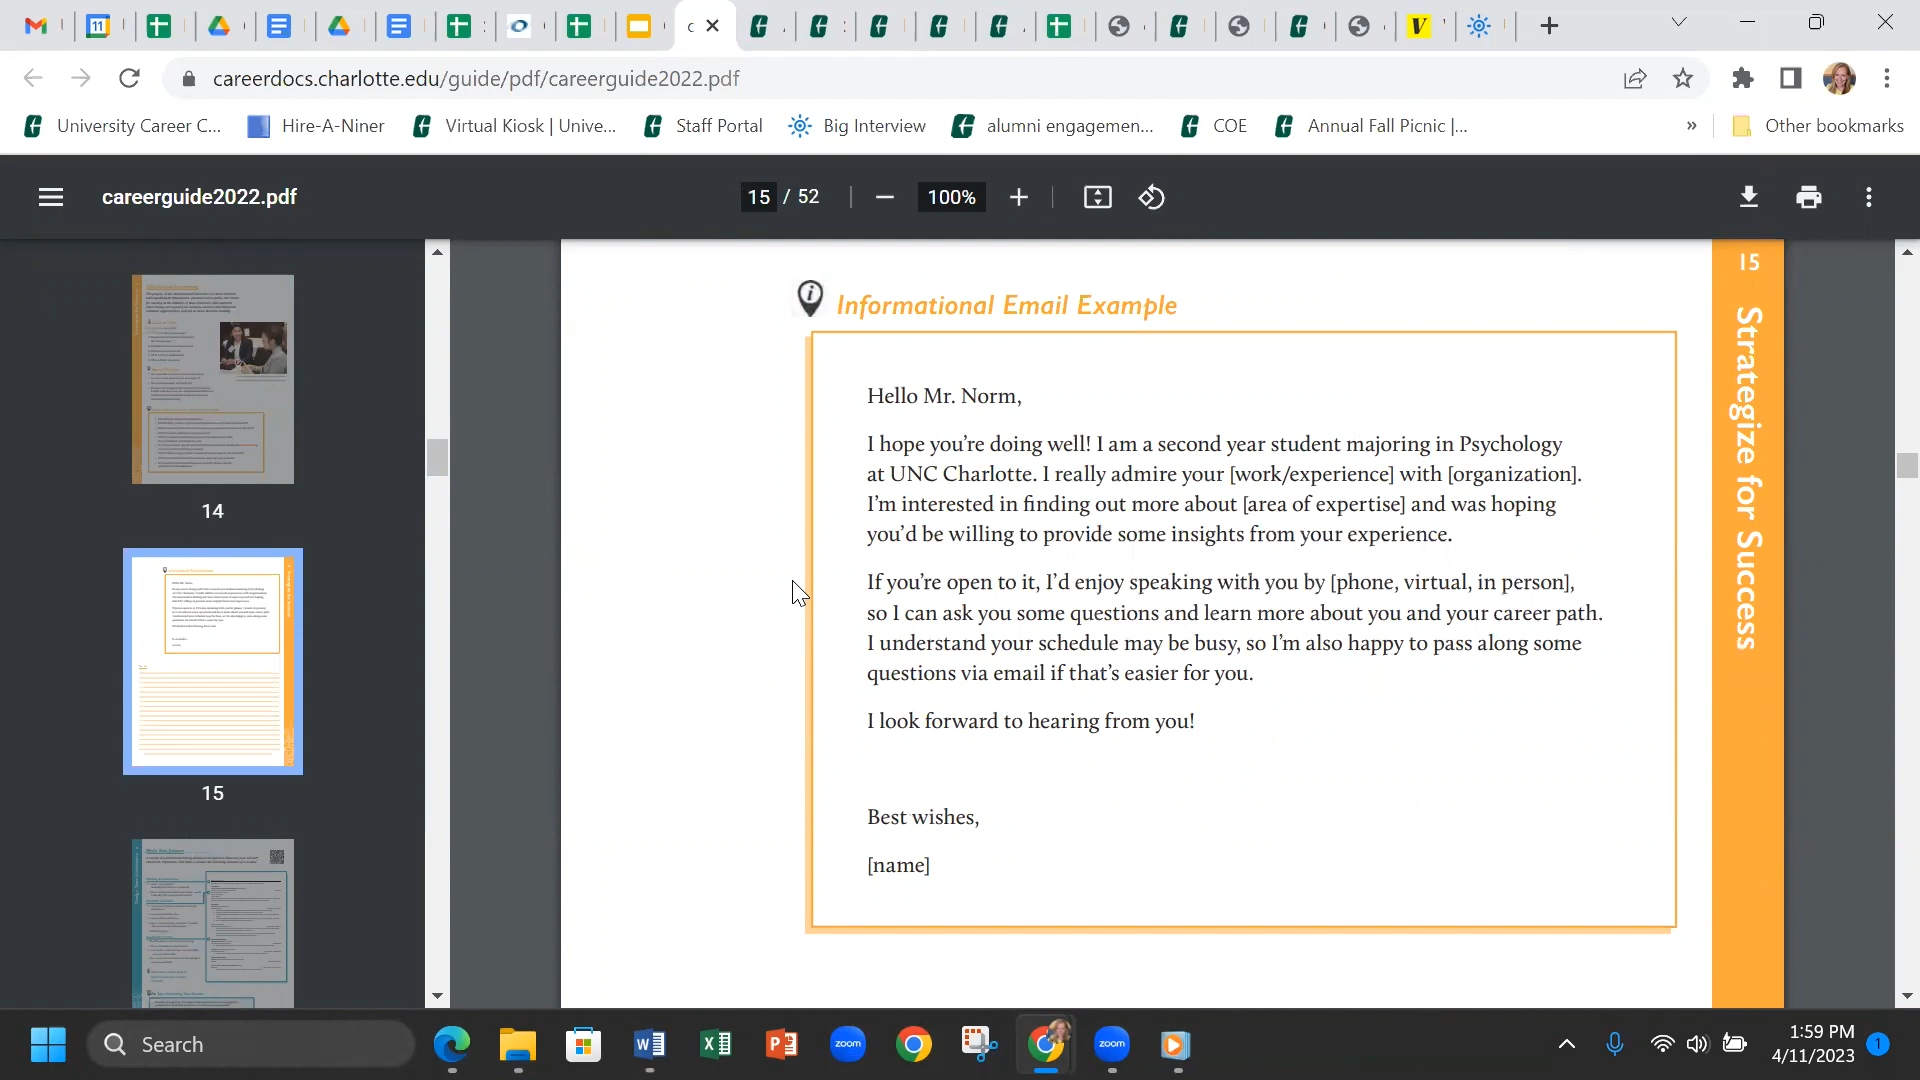 careerdocs.charlotte.edu/guide/pdf/careerguide2022.pdf
University Career C...
Hire-A-Niner
Virtual Kiosk | Unive...
Staff Portal
Big Interview
alumni engagemen...
COE
Annual Fall Picnic |...
»
Other bookmarks
careerguide2022.pdf
15 / 52
100%
14
15
15
Strategize for Success
Informational Email Example
Hello Mr. Norm,
I hope you're doing well! I am a second year student majoring in Psychology
at UNC Charlotte. I really admire your [work/experience] with [organization].
I'm interested in finding out more about [area of expertise] and was hoping
you'd be willing to provide some insights from your experience.
If you're open to it, I'd enjoy speaking with you by [phone, virtual, in person],
so I can ask you some questions and learn more about you and your career path.
I understand your schedule may be busy, so I'm also happy to pass along some
questions via email if that's easier for you.
I look forward to hearing from you!
Best wishes,
[name]
Search
zoom
zoom
1:59 PM
4/11/2023
1